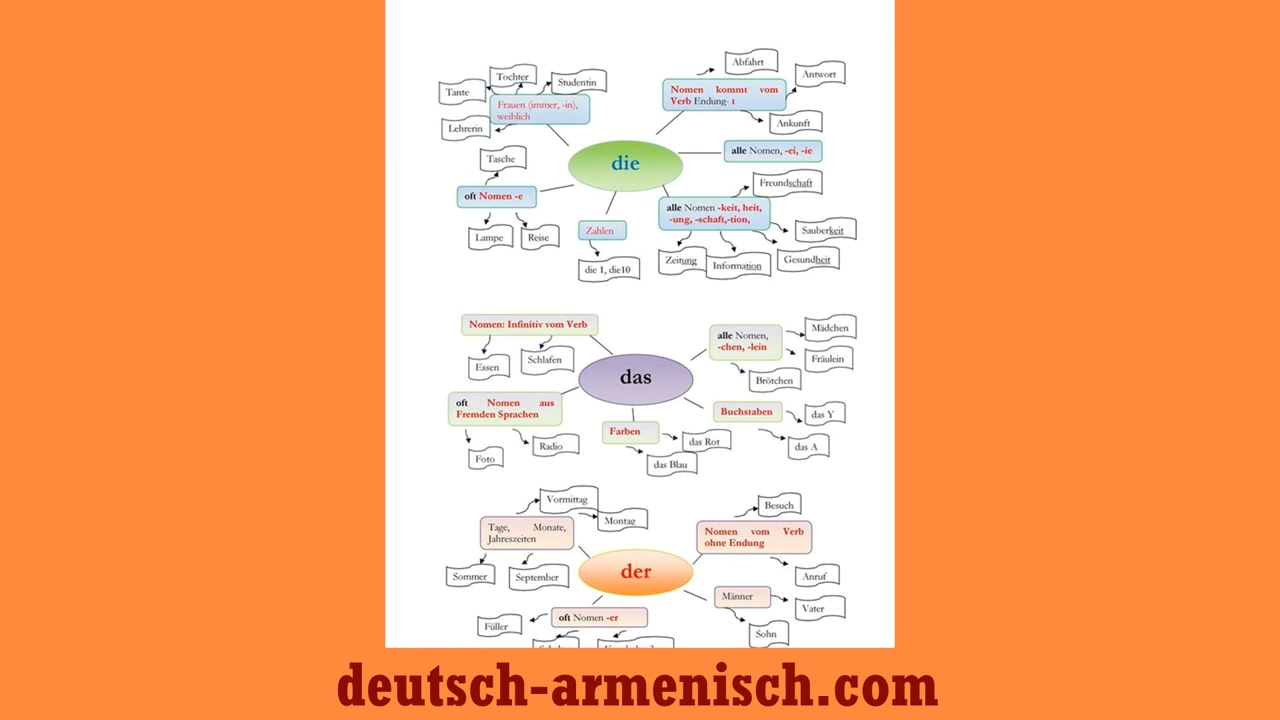 Tochter
Studentin
Tante
Frauen (immer, -in),
weiblich
Lehrerin
Abfahrt
Antwort
Nomen kommt vom
Verb Endung- t
Ankunft
die
alle Nomen, -ei, -ie
Tasche
oft Nomen -e
Lampe
Reise
Zahlen
die 1, die10
Freundschaft
alle Nomen -keit, heit,
-ung, -schaft,-tion,
Sauberkeit
Zeitung
Information
Gesundheit
Nomen: Infinitiv vom Verb
Essen
Schlafen
das
alle Nomen,
-chen, -lein
Mädchen
Fräulein
Brötchen
oft Nomen aus
Fremden Sprachen
Foto
Radio
Farben
das Rot
das Blau
Buchstaben
das Y
das A
Vormittag
Montag
Tage, Monate,
Jahreszeiten
Sommer
September
der
Besuch
Nomen vom Verb
ohne Endung
Anruf
Männer
Vater
Sohn
oft Nomen -er
Füller
deutsch-armenisch.com